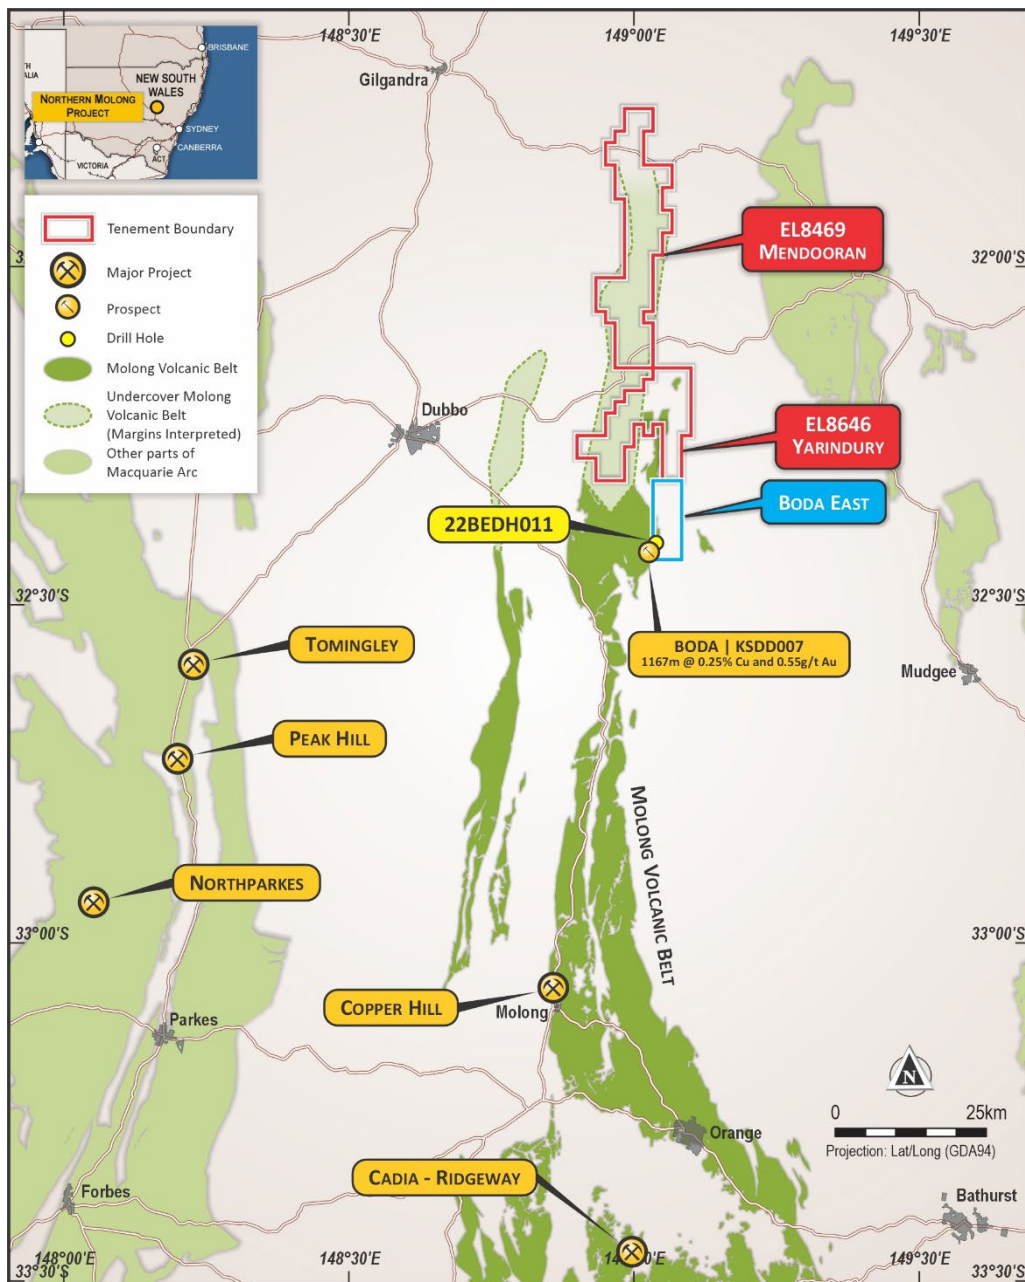 148°30'E
149°00'E
149°30'E
BRISBANE
NEW SOUTH
WALES
NORTHERN MOLONG
PROJECT
SYDNEY
CANBERRA
ACT
VICTORIA
Gilgandra
Tenement Boundary
Major Project
Prospect
Drill Hole
Molong Volcanic Belt
Undercover Molong
Volcanic Belt
(Margins Interpreted)
Other parts of
Macquarie Arc
EL8469
MENDOORAN
32°00'S
Dubbo
EL8646
YARINDURY
BODA EAST
22BEDH011
32°30'S
32°30'S
BODA | KSDD007
1167m @ 0.25% Cu and 0.55g/t Au
TOMINGLEY
Mudgee
PEAK HILL
MOLONG VOLCANIC BELT
NORTHPARKES
33°00'S
33°00'S
COPPER HILL
Molong
Parkes
N
0
25km
Projection: Lat/Long (GDA94)
Orange
CADIA - RIDGEWAY
Forbes
Bathurst
148°00'E
148°30'E
149°30'E
33°30'S
33°30'S